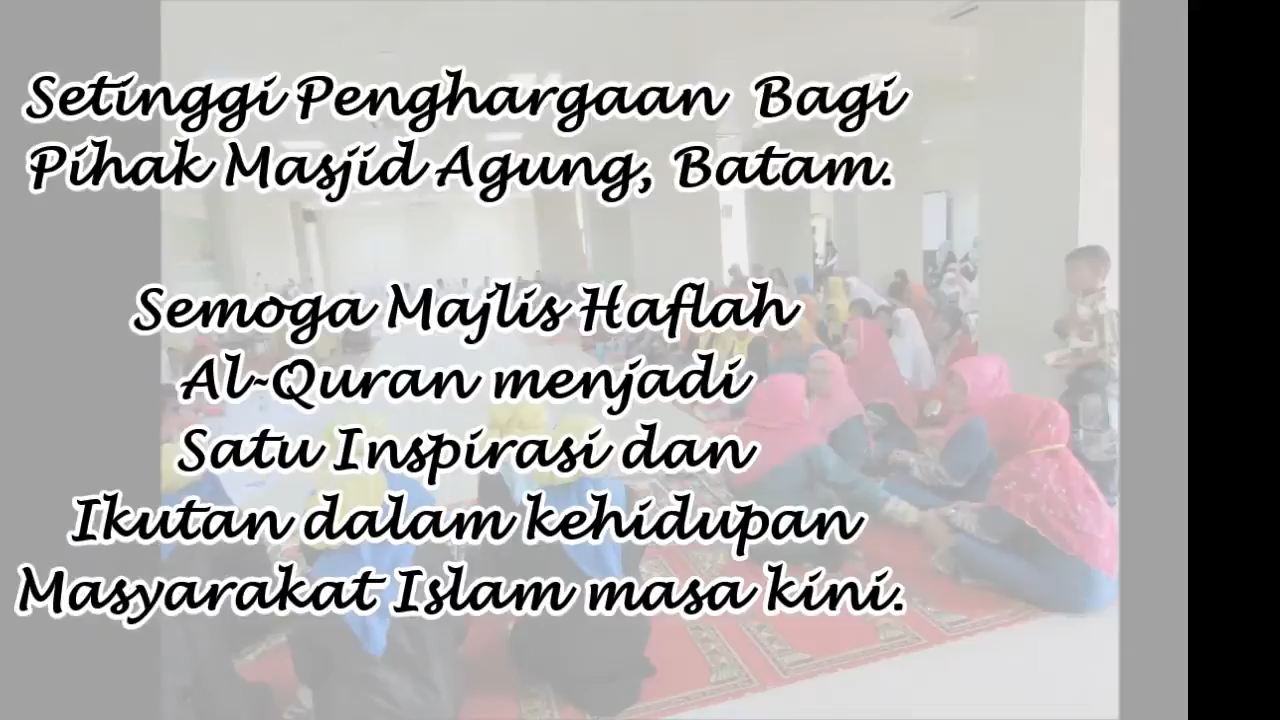 Setinggi Penghargaan Bagi
Pihak Masjid Agung, Batam.
Semoga Majlis Haflah
Al-Quran menjadi
Satu Inspirasi dan
Ikutan dalam kehidupan
Masyarakat Islam masa kini.